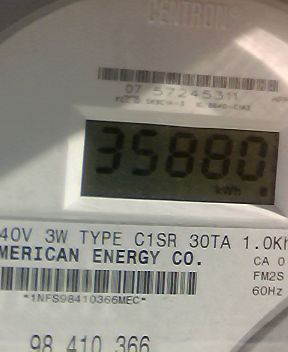 CENTRON®
07 57245311
35880
kWh
40V 3W TYPE C1SR 30TA 1.0Kh
MERICAN ENERGY CO.
CA 0
FM2S
*1NFS98410366MEC*
60Hz
98 410 366